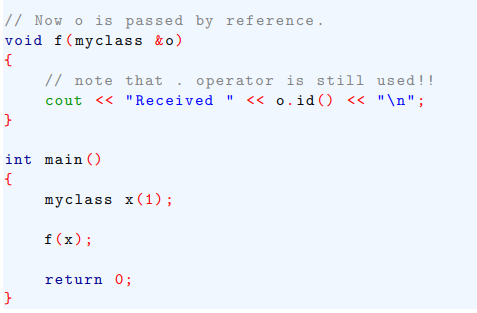 // Now o is passed by reference.
void f(myclass &o)
{
    // note that . operator is still used!!
    cout << "Received " << o.id() << "\n";
}
int main()
{
    myclass x(1);
    f(x);
    return 0;
}